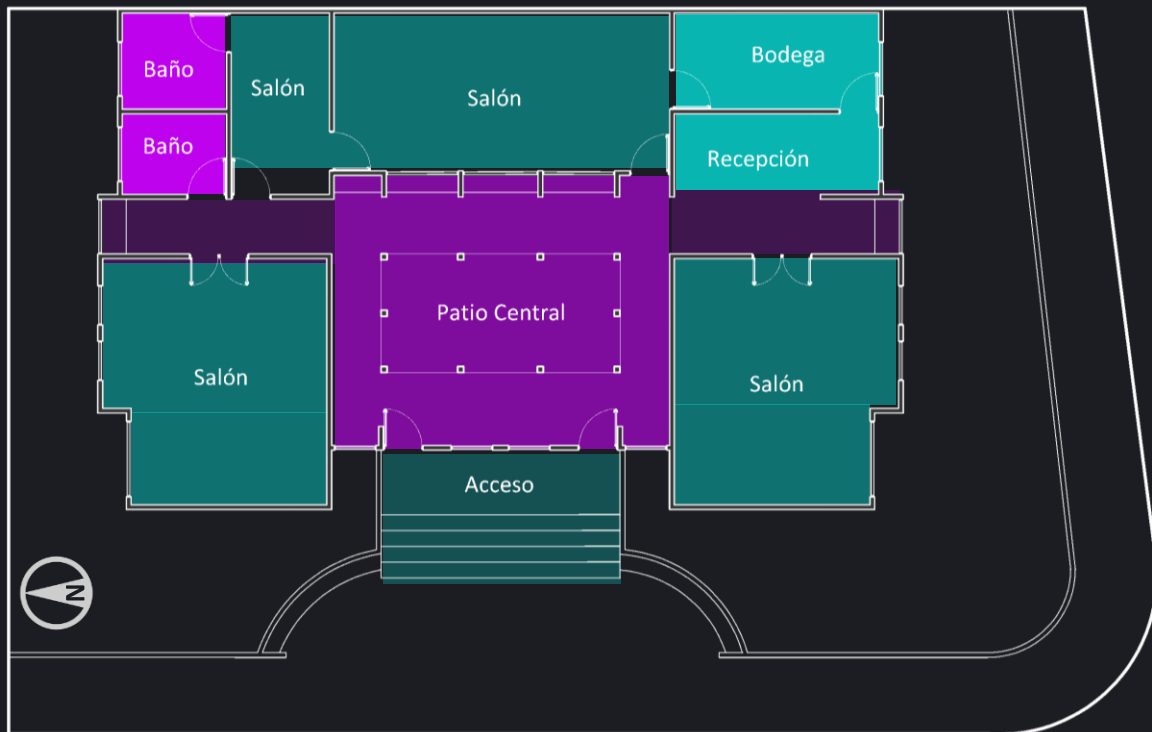 Baño
Salón
Salón
Bodega
Baño
Recepción
Patio Central
Salón
Salón
Acceso
N